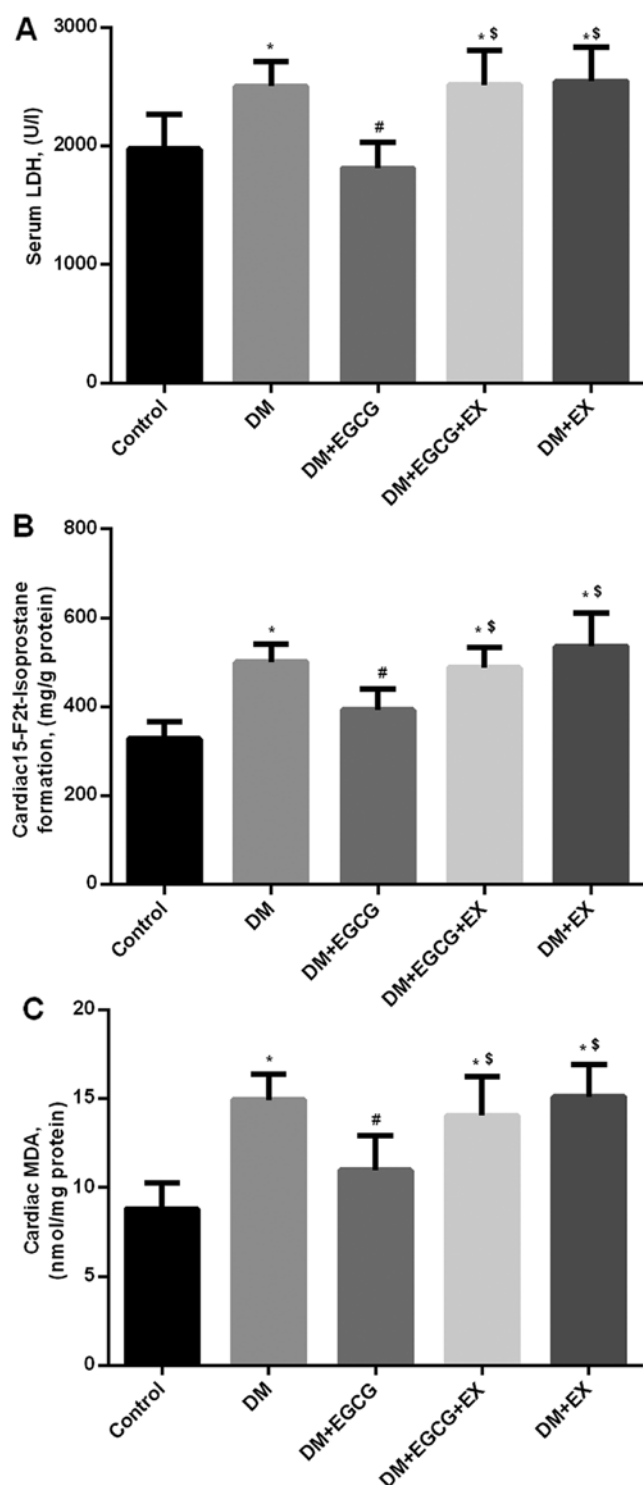 A
Serum LDH, (U/l)
3000
2000
1000
0
*
#
* $
* $
Control
DM
DM+EGCG
DM+EGCG+EX
DM+EX
B
Cardiac15-F2t-Isoprostane
formation, (mg/g protein)
800
600
400
200
0
*
#
* $
* $
Control
DM
DM+EGCG
DM+EGCG+EX
DM+EX
C
Cardiac MDA,
(nmol/mg protein)
20
15
10
5
0
*
#
* $
* $
Control
DM
DM+EGCG
DM+EGCG+EX
DM+EX